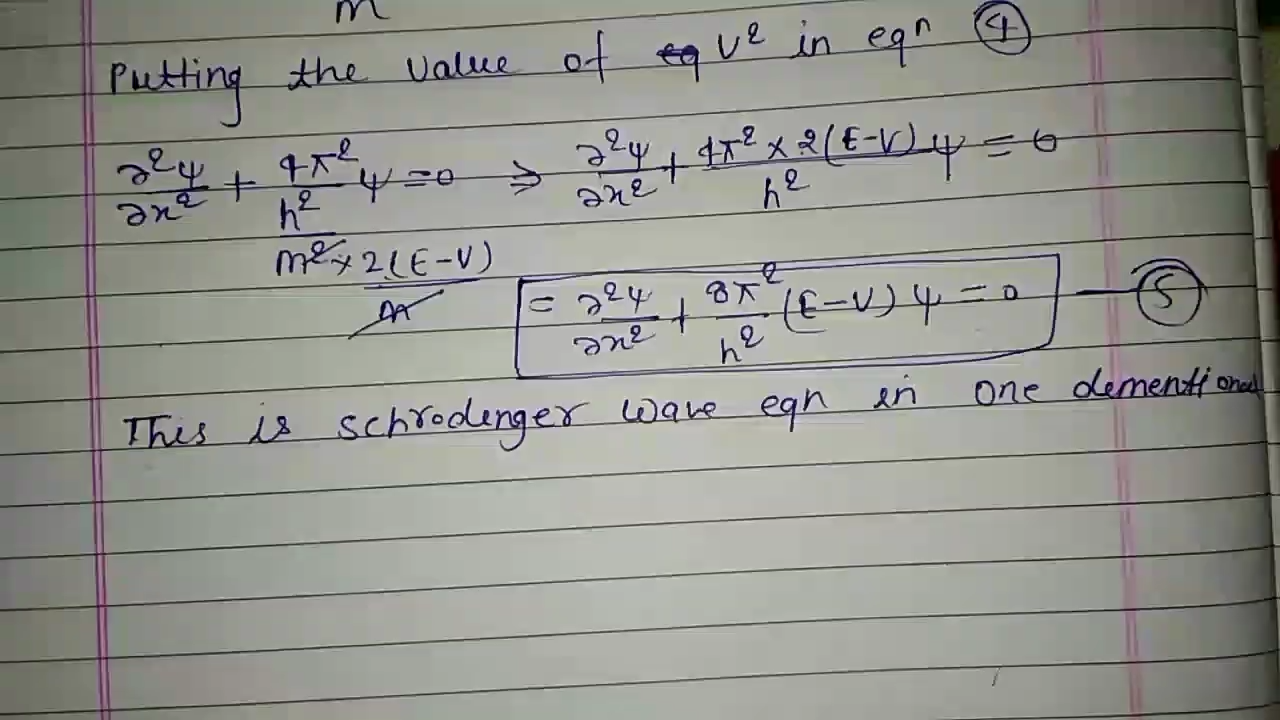 m
Putting the value of eq v² in eqⁿ ④
∂²ψ/∂x² + 4π²/(h²/(m² × 2(E-V)/m)) ψ = 0 ⇒ ∂²ψ/∂x² + 4π² × 2(E-V)/h² ψ = 0
= ∂²ψ/∂x² + 8π²/h² (E-V) ψ = 0 — ⑤
This is schrodenger wave eqn in one dementional